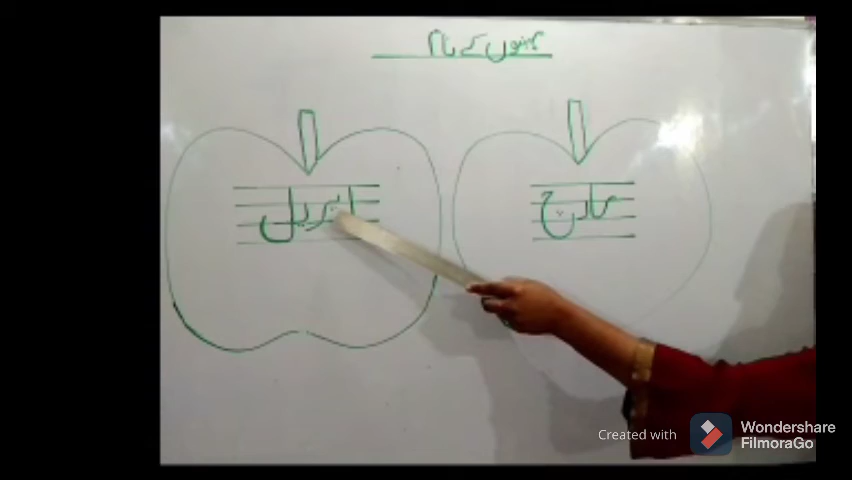 مہینوں کے نام
مارچ
اپریل
Created with
Wondershare
FilmoraGo